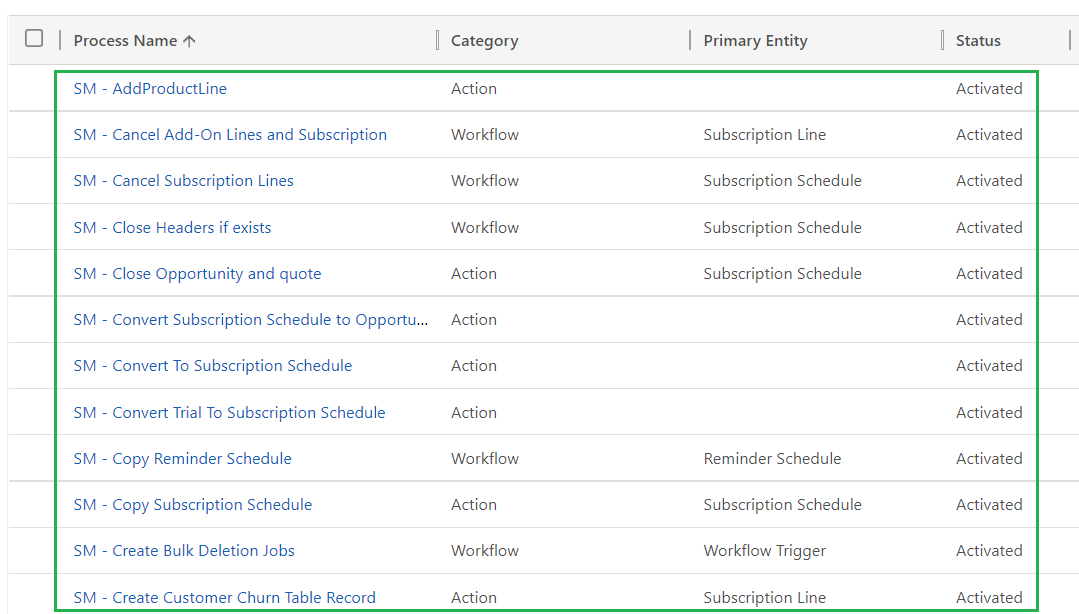 Process Name Category Primary Entity Status
SM - AddProductLine Action Activated
SM - Cancel Add-On Lines and Subscription Workflow Subscription Line Activated
SM - Cancel Subscription Lines Workflow Subscription Schedule Activated
SM - Close Headers if exists Workflow Subscription Schedule Activated
SM - Close Opportunity and quote Action Subscription Schedule Activated
SM - Convert Subscription Schedule to Opportu... Action Activated
SM - Convert To Subscription Schedule Action Activated
SM - Convert Trial To Subscription Schedule Action Activated
SM - Copy Reminder Schedule Workflow Reminder Schedule Activated
SM - Copy Subscription Schedule Action Subscription Schedule Activated
SM - Create Bulk Deletion Jobs Workflow Workflow Trigger Activated
SM - Create Customer Churn Table Record Action Subscription Line Activated